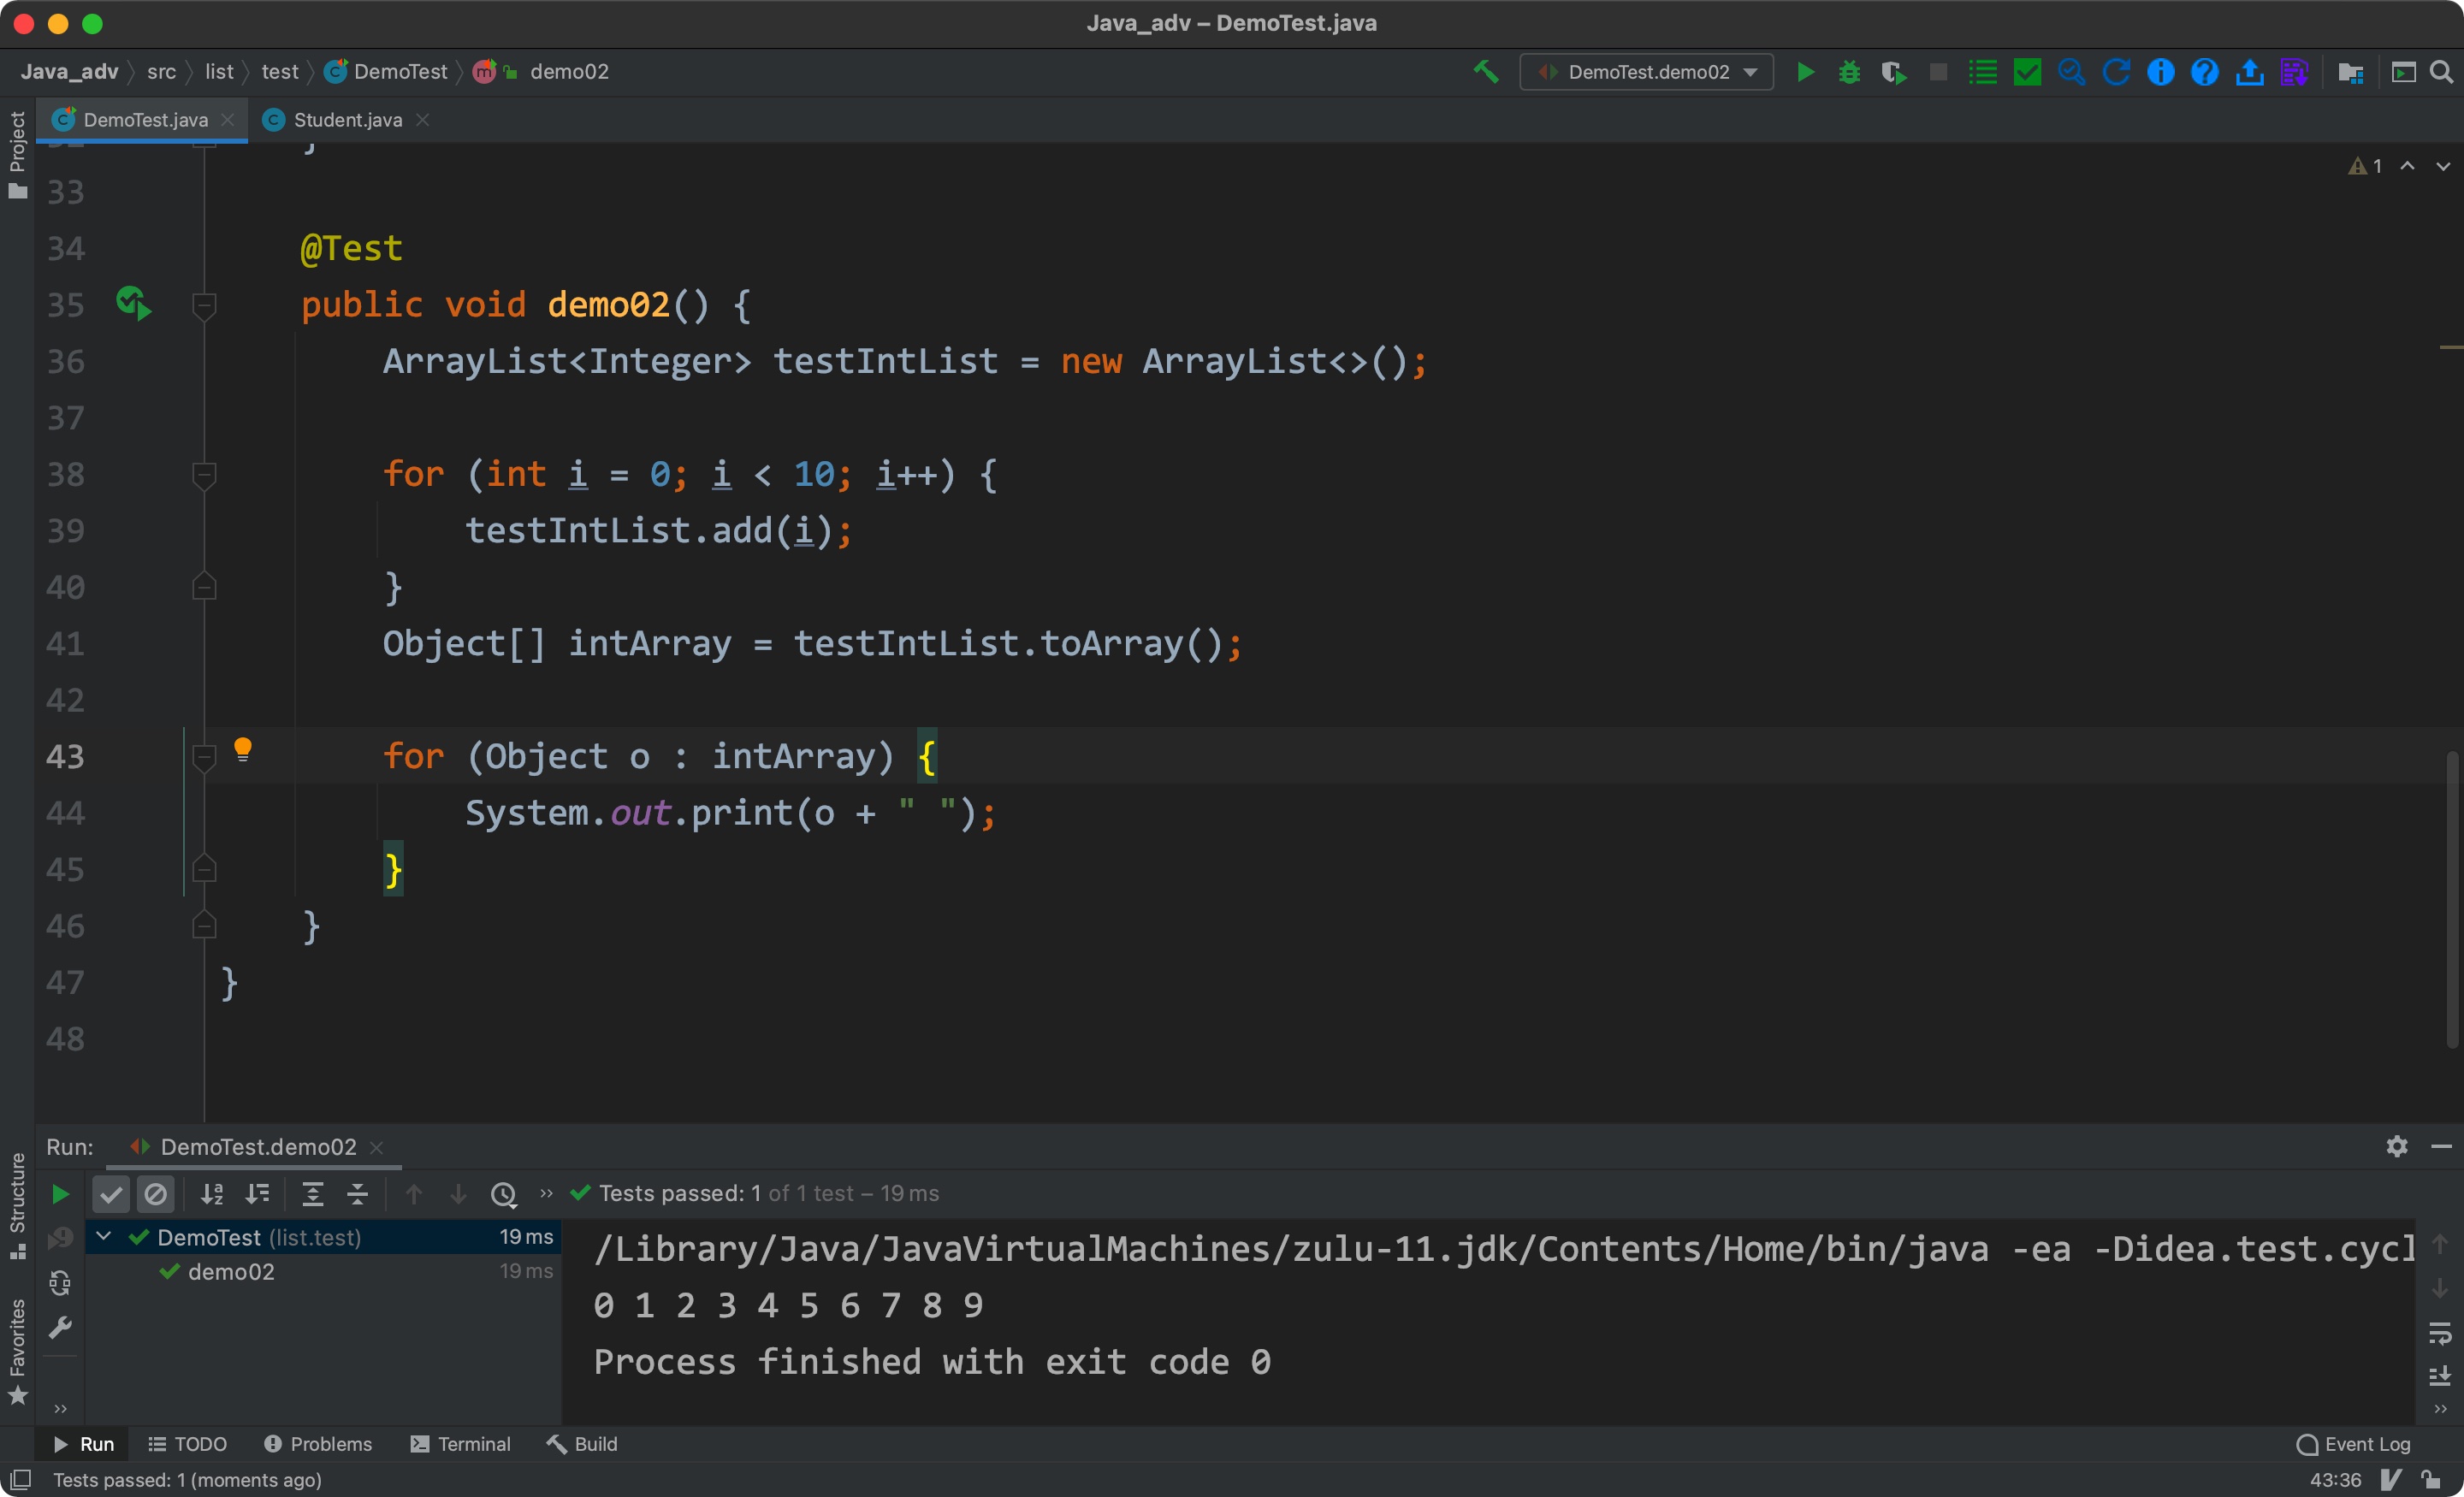 Java_adv – DemoTest.java
Java_adv src list test DemoTest demo02
DemoTest.demo02
DemoTest.java Student.java
Project
1
33
34 @Test
35 public void demo02() {
36 ArrayList<Integer> testIntList = new ArrayList<>();
37
38 for (int i = 0; i < 10; i++) {
39 testIntList.add(i);
40 }
41 Object[] intArray = testIntList.toArray();
42
43 for (Object o : intArray) {
44 System.out.print(o + " ");
45 }
46 }
47 }
48
Run: DemoTest.demo02
Structure
Favorites
Tests passed: 1 of 1 test – 19 ms
DemoTest (list.test) 19 ms
demo02 19 ms
/Library/Java/JavaVirtualMachines/zulu-11.jdk/Contents/Home/bin/java -ea -Didea.test.cycl
0 1 2 3 4 5 6 7 8 9
Process finished with exit code 0
Run TODO Problems Terminal Build Event Log
Tests passed: 1 (moments ago) 43:36